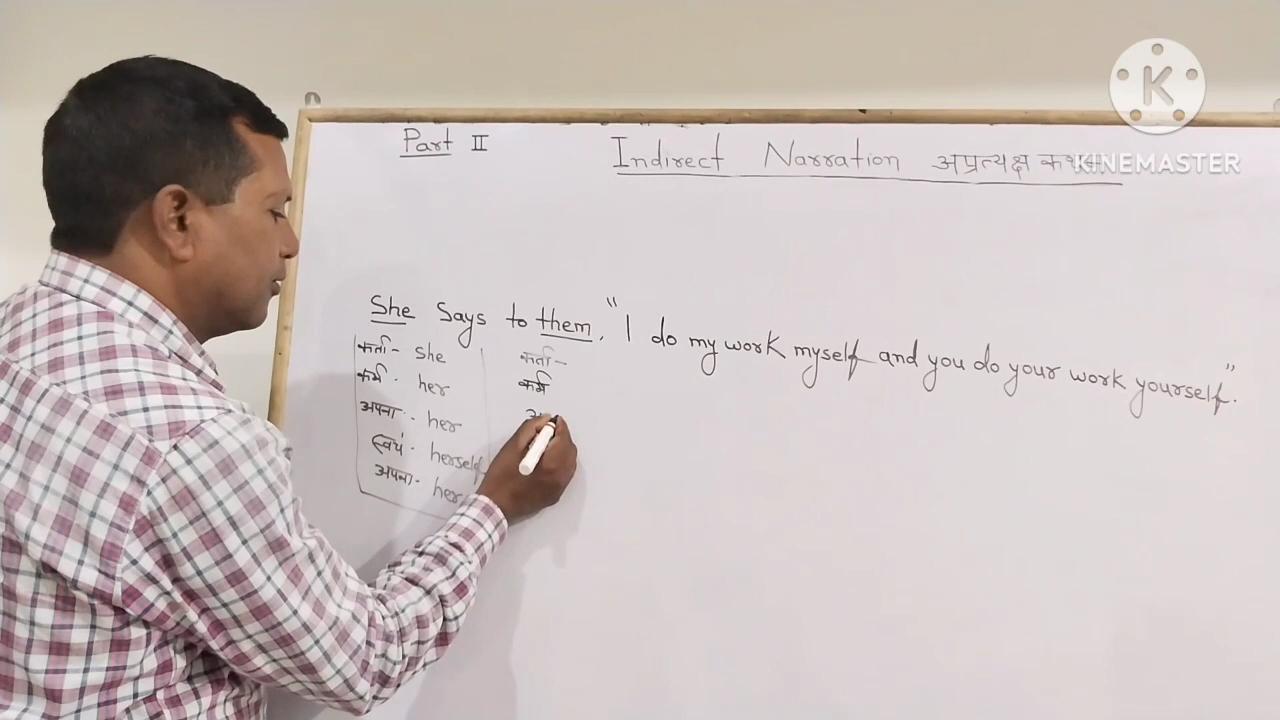 Part II
Indirect Narration अप्रत्यक्ष
KINEMASTER
She Says to them, "I do my work myself and you do your work yourself."
कर्ता - she
कर्म - her
अपना - her
स्वयं - herself
अपना - her
कर्ता -
कर्म